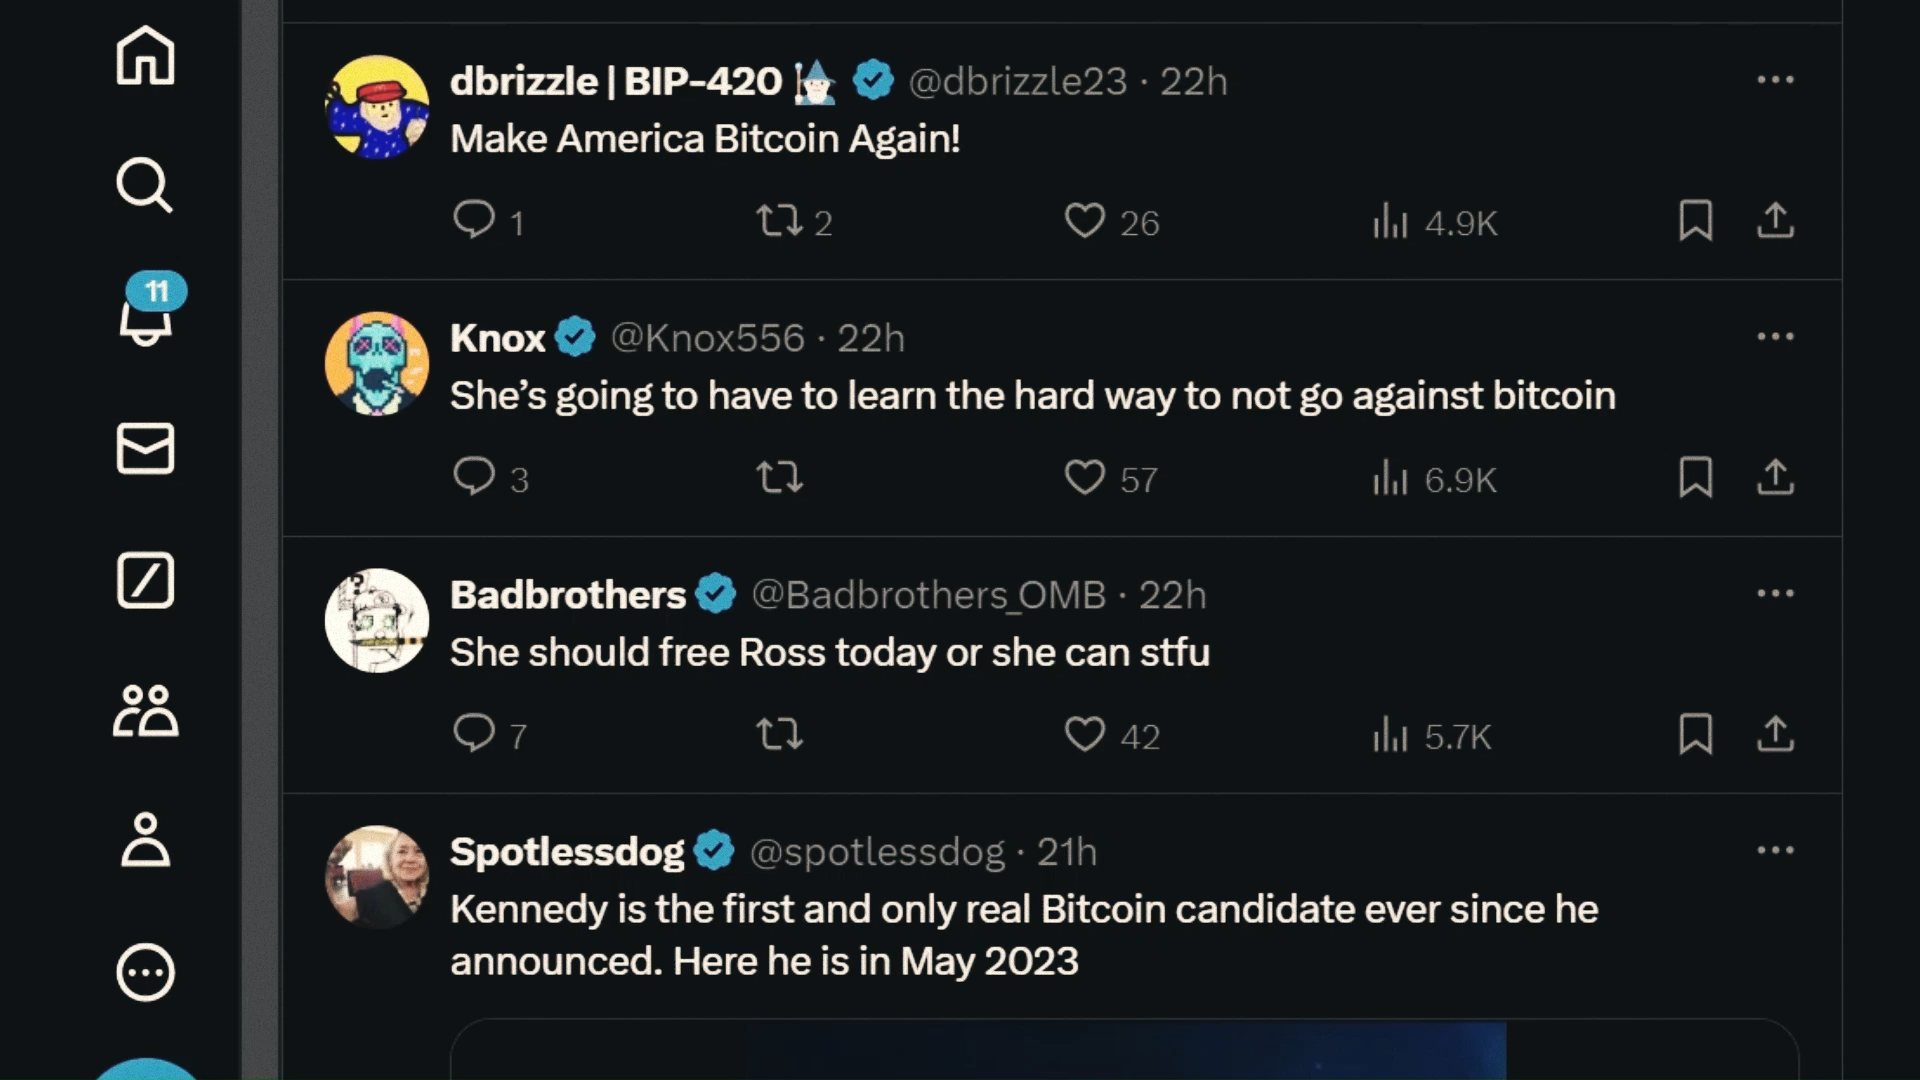 dbrizzle | BIP-420 @dbrizzle23 · 22h
Make America Bitcoin Again!
1 2 26 4.9K
11
Knox @Knox556 · 22h
She’s going to have to learn the hard way to not go against bitcoin
3 57 6.9K
Badbrothers @Badbrothers_OMB · 22h
She should free Ross today or she can stfu
7 42 5.7K
Spotlessdog @spotlessdog · 21h
Kennedy is the first and only real Bitcoin candidate ever since he
announced. Here he is in May 2023